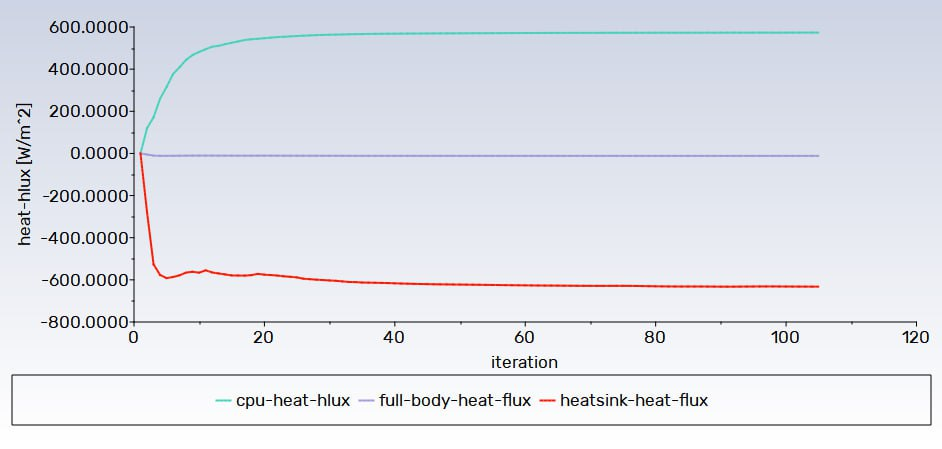 600.0000
400.0000
200.0000
0.0000
-200.0000
-400.0000
-600.0000
-800.0000
heat-hlux [W/m^2]
0 20 40 60 80 100 120
iteration
cpu-heat-hlux full-body-heat-flux heatsink-heat-flux